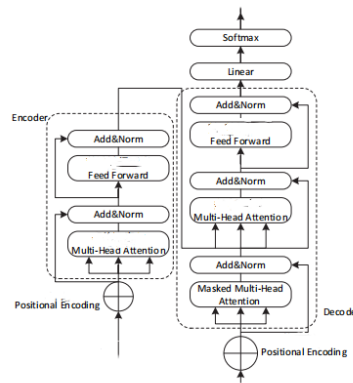 Softmax
Linear
Encoder
Add&Norm
Feed Forward
Add&Norm
Multi-Head Attention
Positional Encoding
Add&Norm
Feed Forward
Add&Norm
Multi-Head Attention
Add&Norm
Masked Multi-Head
Attention
Decode
Positional Encoding